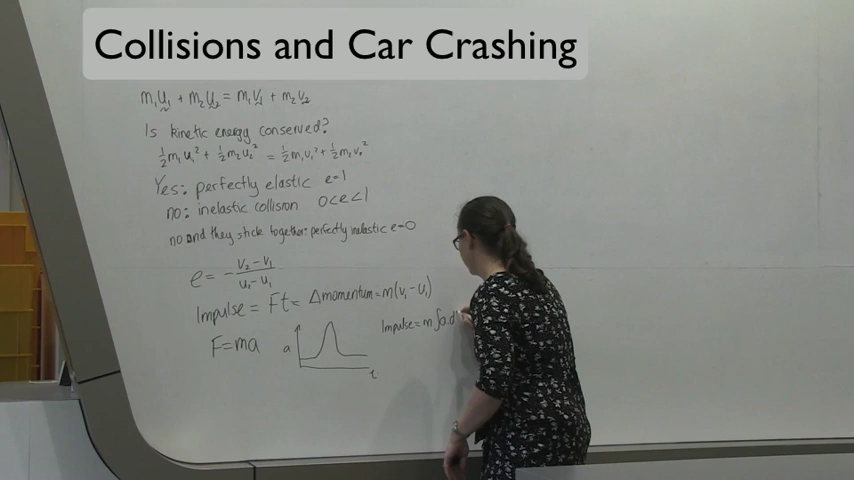 Collisions and Car Crashing
m₁u₁ + m₂u₂ = m₁v₁ + m₂v₂
Is kinetic energy conserved?
½m₁u₁² + ½m₂u₂² = ½m₁v₁² + ½m₂v₂²
Yes: perfectly elastic e=1
no: inelastic collision 0<e<1
no and they stick together: perfectly inelastic e=0
e = - (v₂ - v₁)/(u₂ - u₁)
Impulse = Ft = Δmomentum = m(v₁ - u₁)
F=ma
a
t
Impulse = m∫a.d